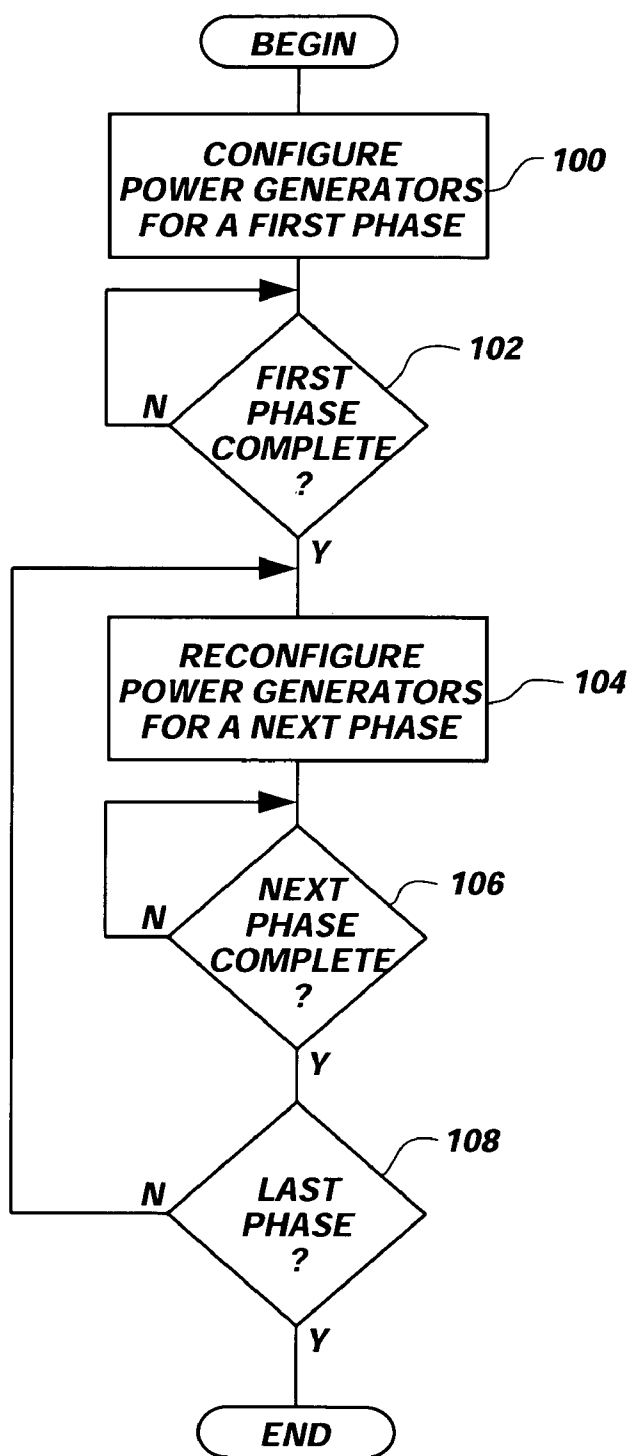 BEGIN
CONFIGURE
POWER GENERATORS
FOR A FIRST PHASE
100
102
FIRST
PHASE
COMPLETE
?
N
Y
RECONFIGURE
POWER GENERATORS
FOR A NEXT PHASE
104
106
NEXT
PHASE
COMPLETE
?
N
Y
108
LAST
PHASE
?
N
Y
END